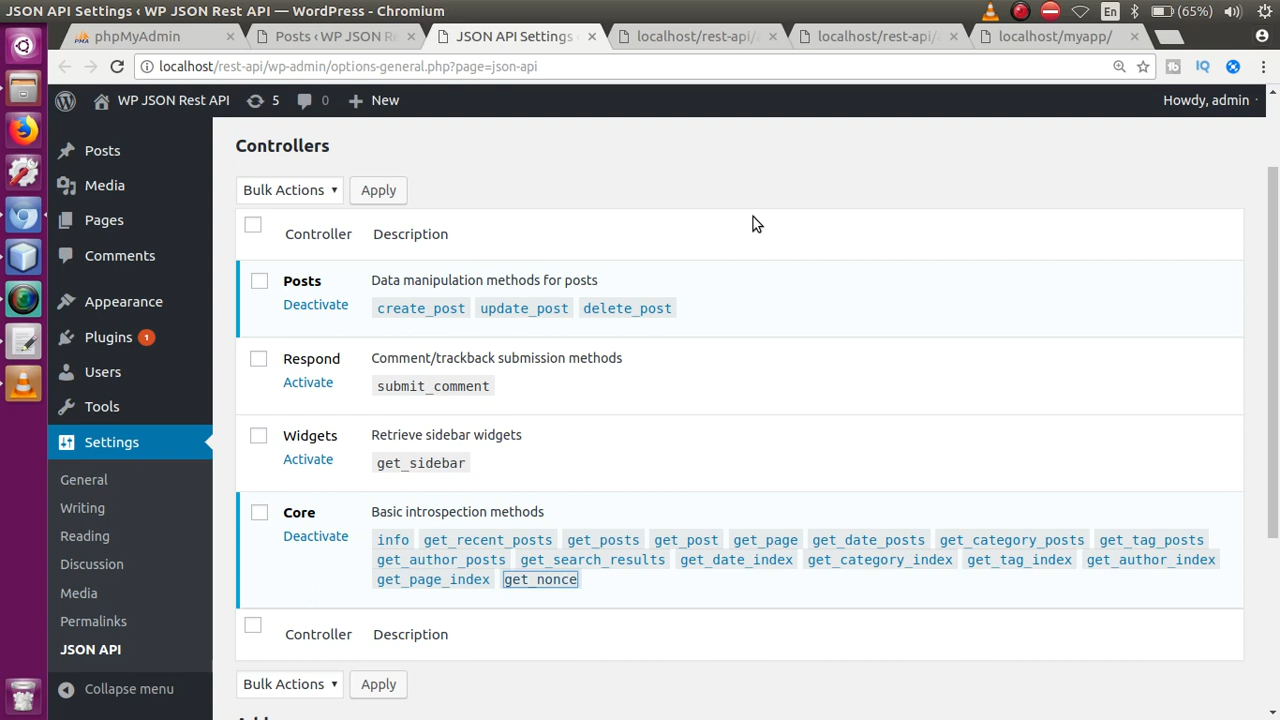 JSON API Settings ‹ WP JSON Rest API — WordPress - Chromium
En
(65%)
phpMyAdmin
Posts ‹ WP JSON R
JSON API Settings
localhost/rest-api/
localhost/rest-api/
localhost/myapp/
localhost/rest-api/wp-admin/options-general.php?page=json-api
IQ
WP JSON Rest API
5
0
New
Howdy, admin
Posts
Media
Pages
Comments
Appearance
Plugins 1
Users
Tools
Settings
General
Writing
Reading
Discussion
Media
Permalinks
JSON API
Collapse menu
Controllers
Bulk Actions
Apply
Controller Description
Posts Data manipulation methods for posts
Deactivate create_post update_post delete_post
Respond Comment/trackback submission methods
Activate submit_comment
Widgets Retrieve sidebar widgets
Activate get_sidebar
Core Basic introspection methods
Deactivate info get_recent_posts get_posts get_post get_page get_date_posts get_category_posts get_tag_posts
get_author_posts get_search_results get_date_index get_category_index get_tag_index get_author_index
get_page_index get_nonce
Controller Description
Bulk Actions
Apply